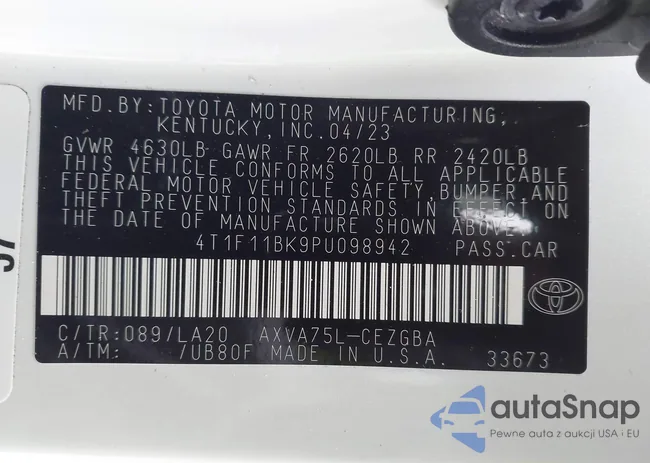 MFD. BY: TOYOTA MOTOR MANUFACTURING,
KENTUCKY, INC. 04/23
GVWR 4630LB GAWR FR 2620LB RR 2420LB
THIS VEHICLE CONFORMS TO ALL APPLICABLE
FEDERAL MOTOR VEHICLE SAFETY, BUMPER AND
THEFT PREVENTION STANDARDS IN EFFECT ON
THE DATE OF MANUFACTURE SHOWN ABOVE.
4T1F11BK9PU098942 PASS. CAR
C/TR: 089/LA20 AXVA75L-CEZGBA
A/TM: /UB80F MADE IN U.S.A. 33673
autaSnap
Pewne auta z aukcji USA i EU